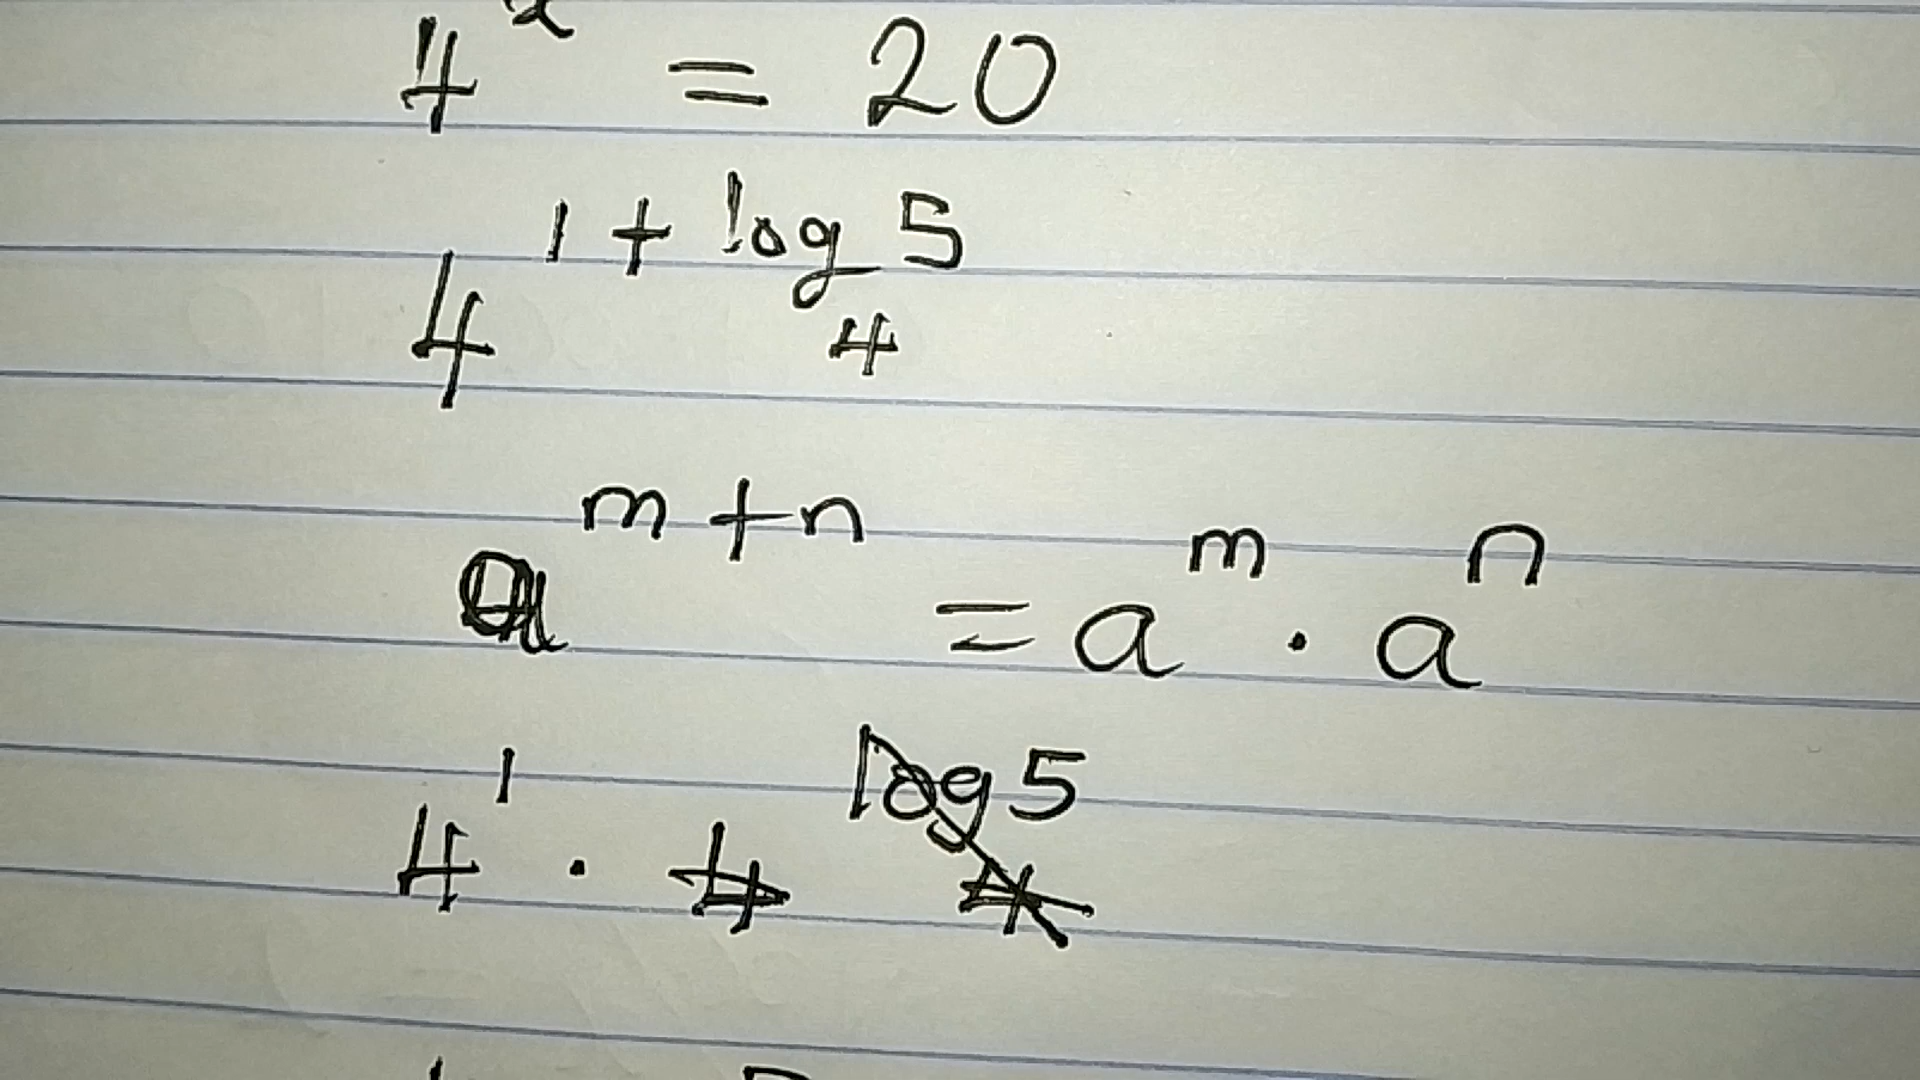 4^x = 20
4^(1 + log_4 5)
a^(m+n) = a^m · a^n
4^1 · 4^(log_4 5)